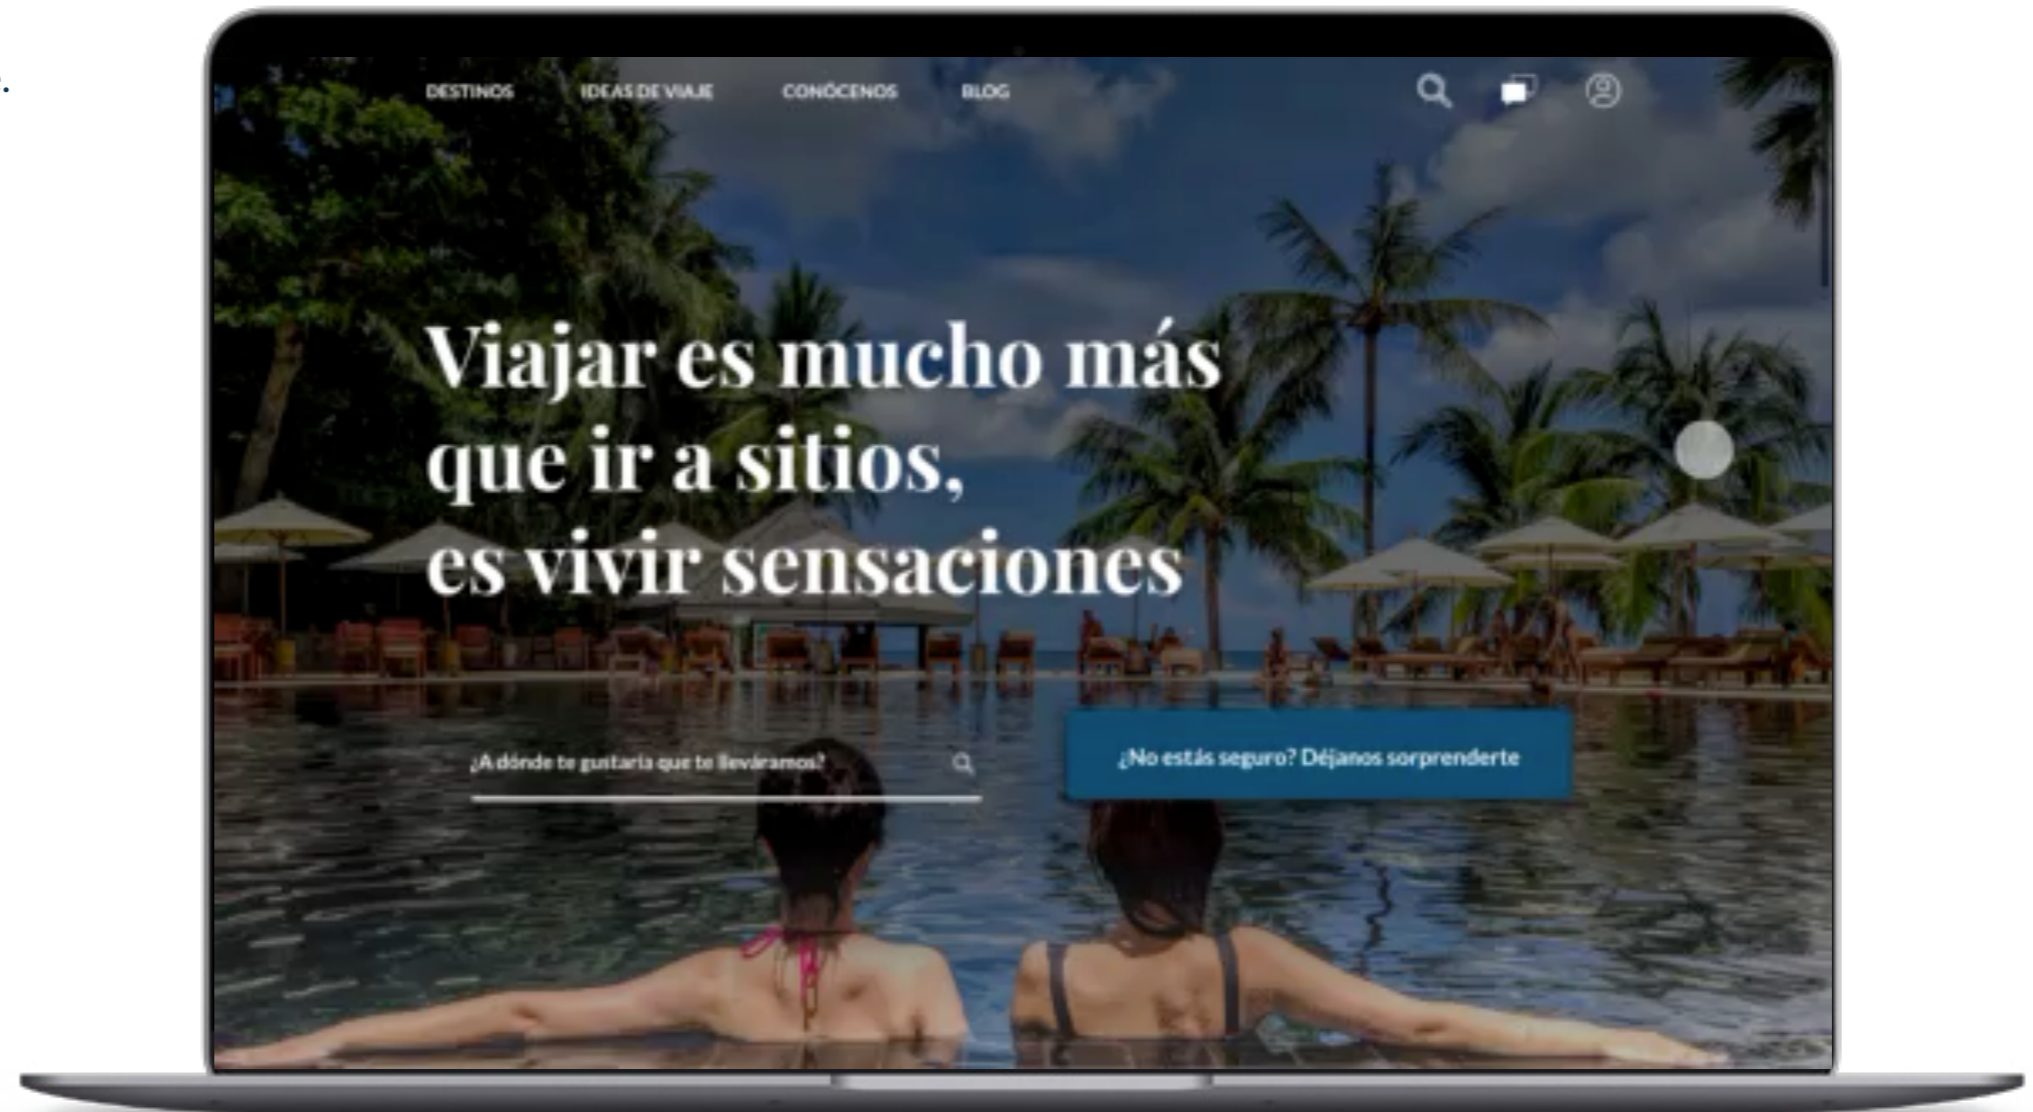 DESTINOS
IDEAS DE VIAJE
CONÓCENOS
BLOG
Viajar es mucho más
que ir a sitios,
es vivir sensaciones
¿A dónde te gustaría que te lleváramos?
¿No estás seguro? Déjanos sorprenderte